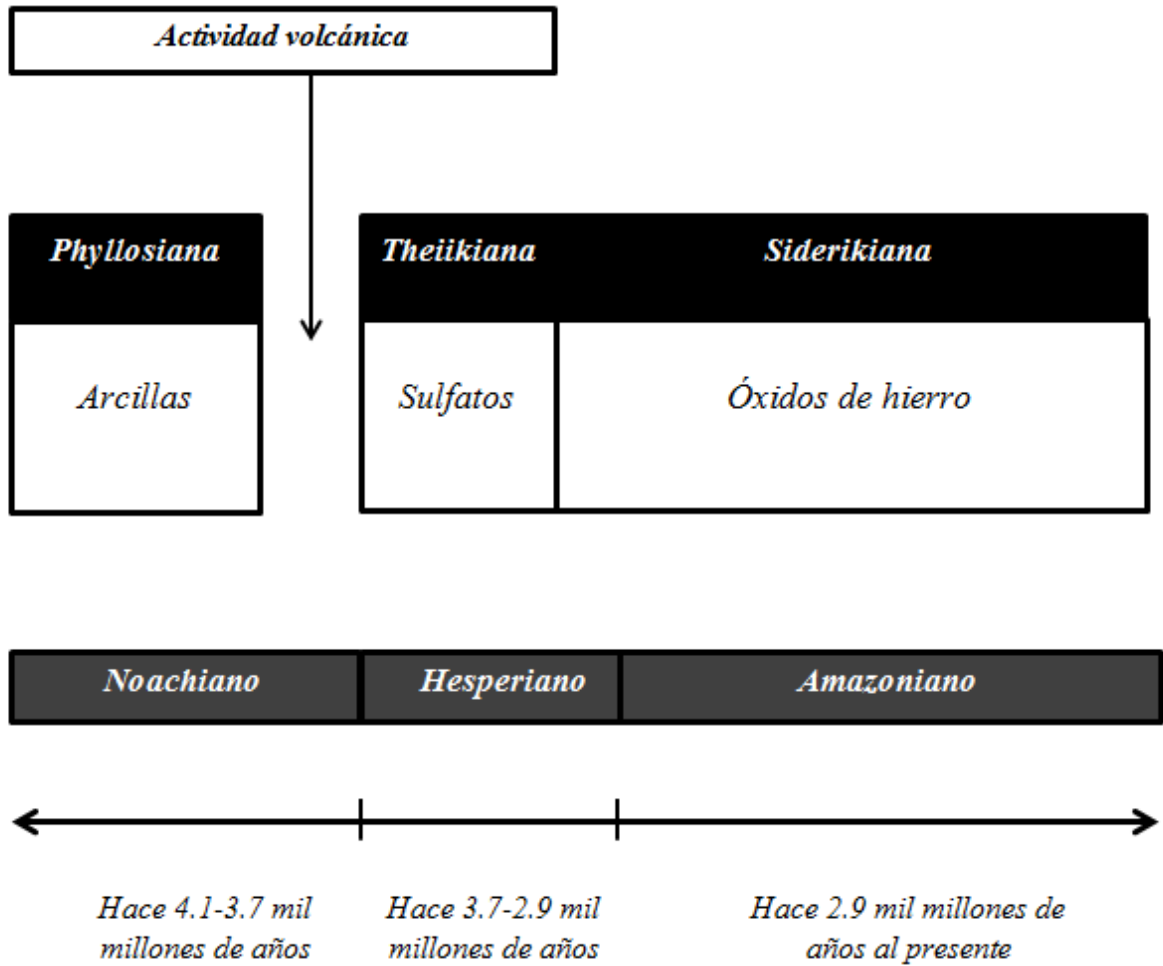 Actividad volcánica
Phyllosiana
Theiikiana
Siderikiana
Arcillas
Sulfatos
Óxidos de hierro
Noachiano
Hesperiano
Amazoniano
Hace 4.1-3.7 mil
millones de años
Hace 3.7-2.9 mil
millones de años
Hace 2.9 mil millones de
años al presente